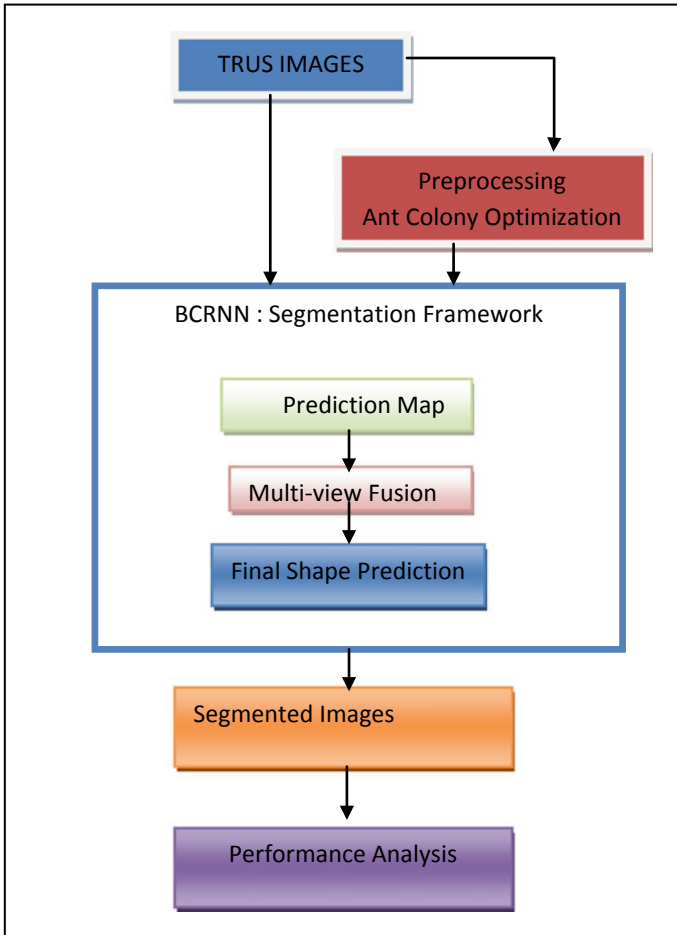 TRUS IMAGES
Preprocessing
Ant Colony Optimization
BCRNN : Segmentation Framework
Prediction Map
Multi-view Fusion
Final Shape Prediction
Segmented Images
Performance Analysis